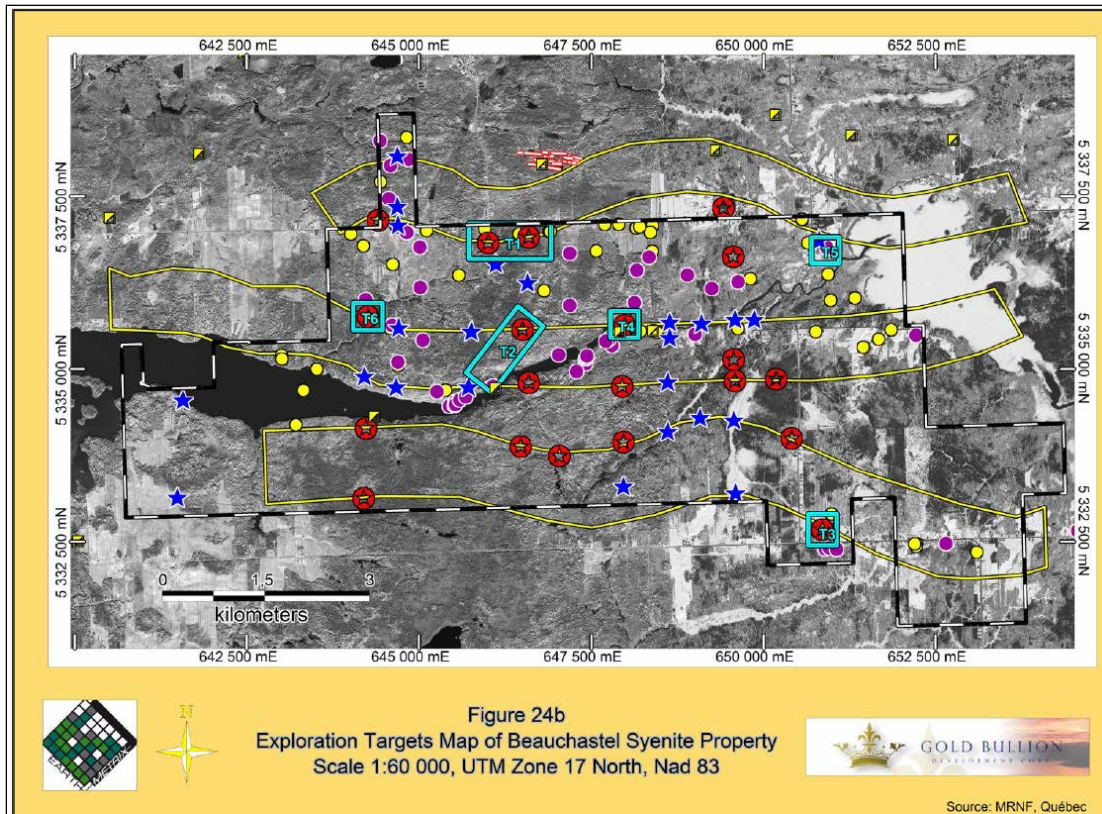 642 500 mE 645 000 mE 647 500 mE 650 000 mE 652 500 mE
5 337 500 mN
5 337 500 mN
T1
T5
T6
T4
T2
5 335 000 mN
5 335 000 mN
T3
5 332 500 mN
5 332 500 mN
0 1,5 3
kilometers
642 500 mE 645 000 mE 647 500 mE 650 000 mE 652 500 mE
N
EARTH METRIX
Figure 24b
Exploration Targets Map of Beauchastel Syenite Property
Scale 1:60 000, UTM Zone 17 North, Nad 83
GOLD BULLION
DEVELOPMENT CORP
Source: MRNF, Québec